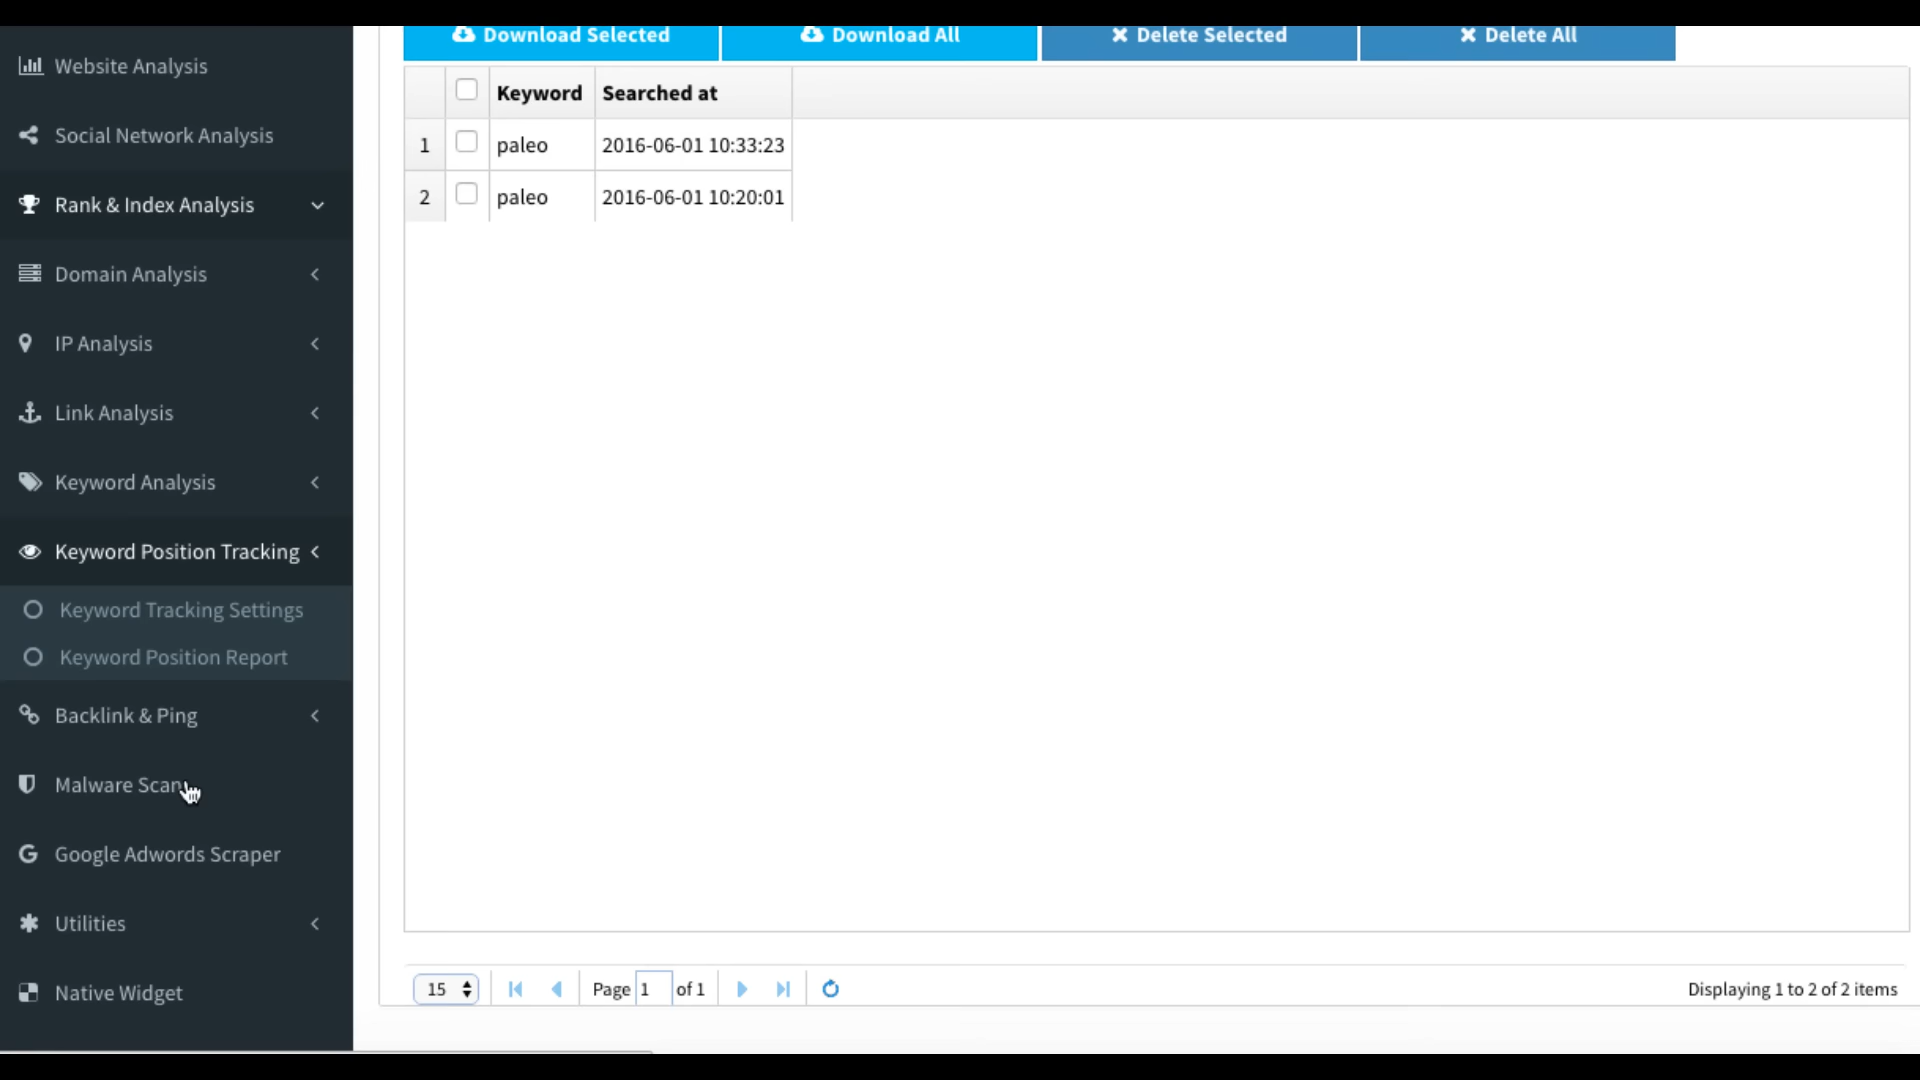 Download Selected
Download All
Delete Selected
Delete All
Website Analysis
Social Network Analysis
Rank & Index Analysis
Domain Analysis
IP Analysis
Link Analysis
Keyword Analysis
Keyword Position Tracking
Keyword Tracking Settings
Keyword Position Report
Backlink & Ping
Malware Scan
Google Adwords Scraper
Utilities
Native Widget
Keyword Searched at
1 paleo 2016-06-01 10:33:23
2 paleo 2016-06-01 10:20:01
15 Page 1 of 1
Displaying 1 to 2 of 2 items